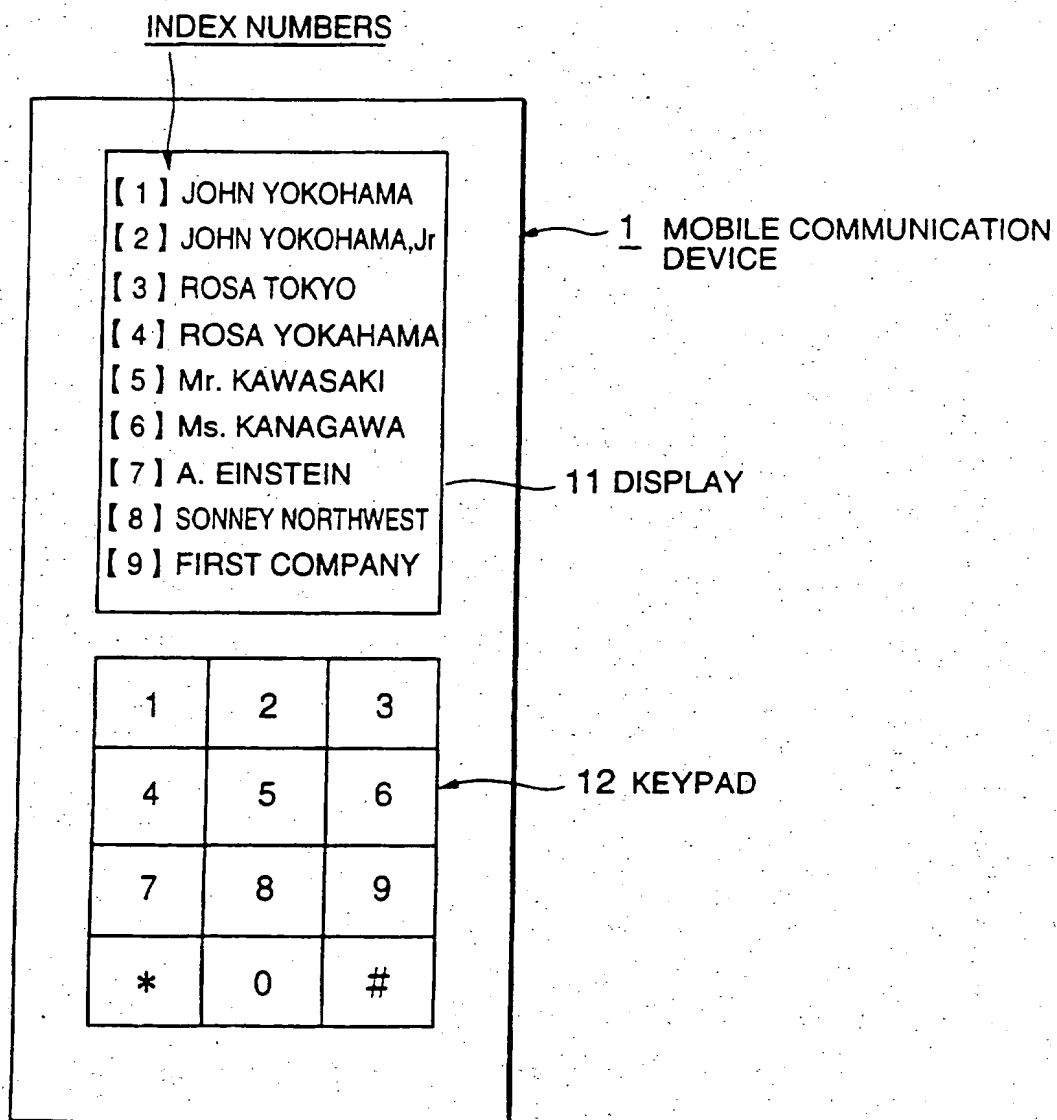 INDEX NUMBERS
【1】JOHN YOKOHAMA
【2】JOHN YOKOHAMA,Jr
【3】ROSA TOKYO
【4】ROSA YOKAHAMA
【5】Mr. KAWASAKI
【6】Ms. KANAGAWA
【7】A. EINSTEIN
【8】SONNEY NORTHWEST
【9】FIRST COMPANY
1 MOBILE COMMUNICATION
DEVICE
11 DISPLAY
1 2 3
4 5 6
7 8 9
* 0 #
12 KEYPAD